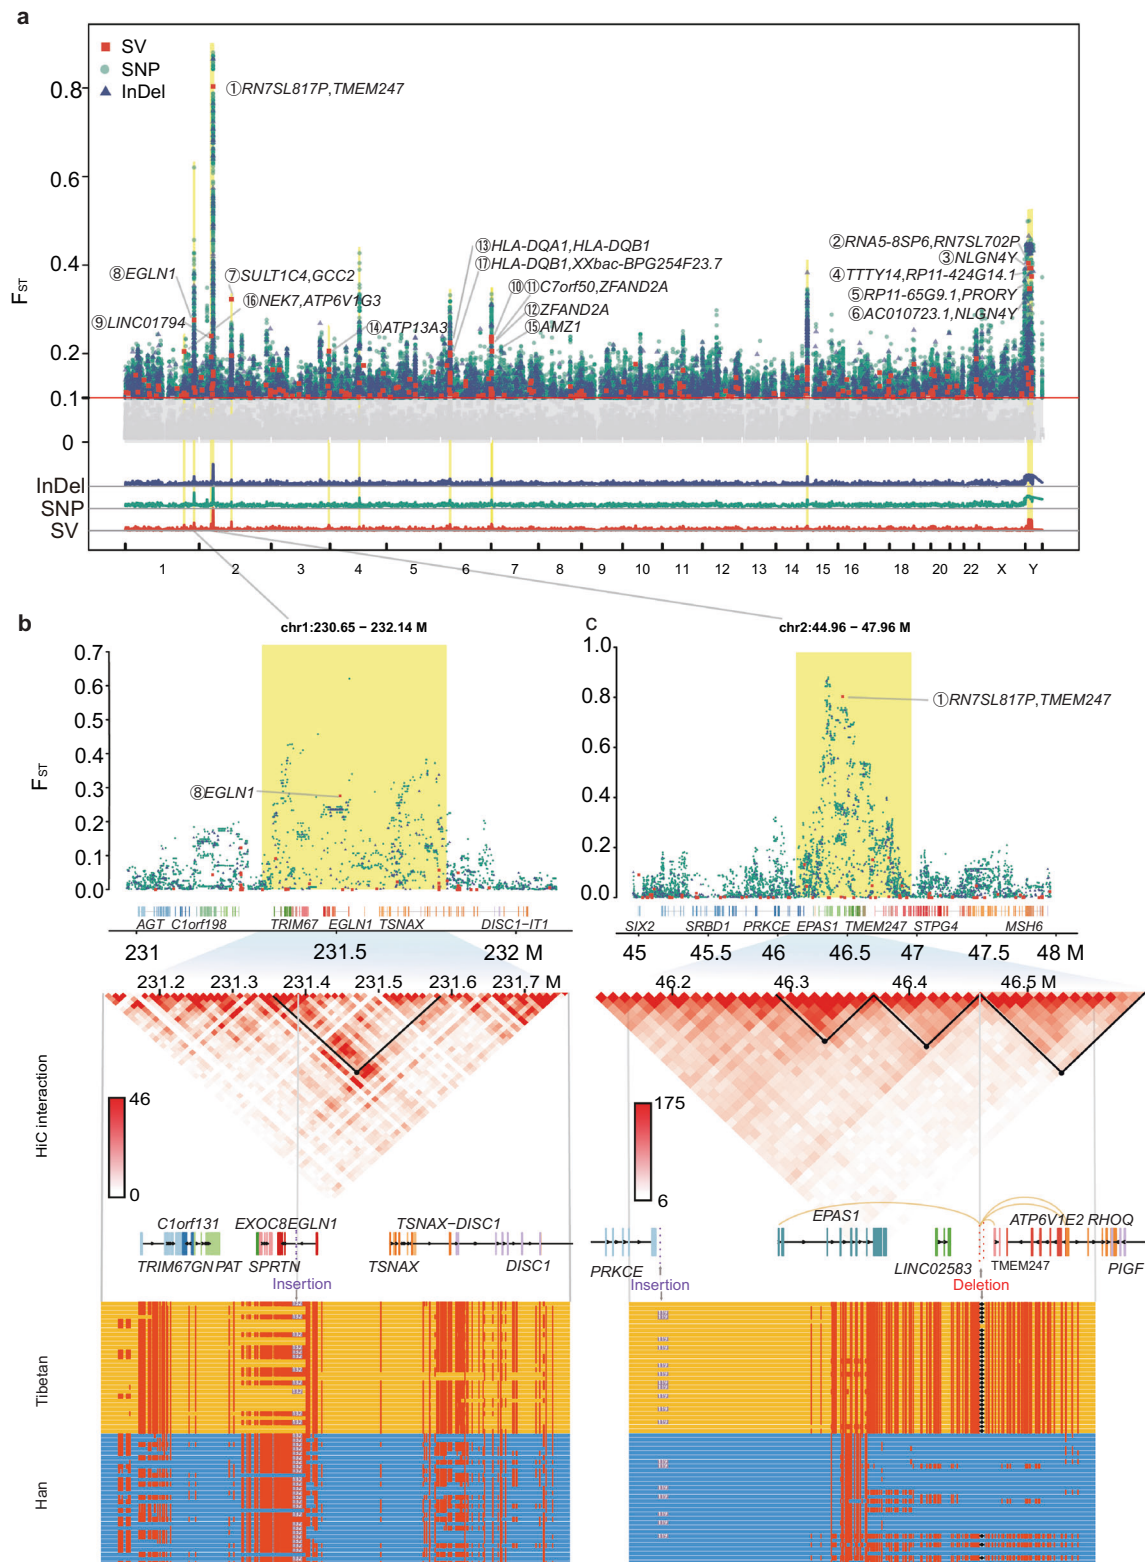 a
SV
SNP
InDel
①RN7SL817P,TMEM247
②RNA5-8SP6,RN7SL702P
③NLGN4Y
④TTTY14,RP11-424G14.1
⑤RP11-65G9.1,PRORY
⑥AC010723.1,NLGN4Y
⑬HLA-DQA1,HLA-DQB1
⑰HLA-DQB1,XXbac-BPG254F23.7
⑩⑪C7orf50,ZFAND2A
⑫ZFAND2A
⑮AMZ1
⑧EGLN1
⑦SULT1C4,GCC2
⑯NEK7,ATP6V1G3
⑨LINC01794
⑭ATP13A3
FST
0.8
0.6
0.4
0.2
0.1
0
InDel
SNP
SV
1 2 3 4 5 6 7 8 9 10 11 12 13 14 15 16 18 20 22 X Y
b
chr1:230.65 − 232.14 M
FST
0.7
0.6
0.5
0.4
0.3
0.2
0.1
0.0
⑧EGLN1
AGT C1orf198 TRIM67 EGLN1 TSNAX DISC1−IT1
231 231.5 232 M
231.2 231.3 231.4 231.5 231.6 231.7 M
HiC interaction
46
0
C1orf131 EXOC8EGLN1 TSNAX−DISC1
TRIM67GN PAT SPRTN TSNAX DISC1
Insertion
Tibetan
Han
c
chr2:44.96 − 47.96 M
1.0
0.8
0.6
0.4
0.2
0.0
①RN7SL817P,TMEM247
SIX2 SRBD1 PRKCE EPAS1 TMEM247 STPG4 MSH6
45 45.5 46 46.5 47 47.5 48 M
46.2 46.3 46.4 46.5 M
175
6
EPAS1 ATP6V1E2 RHOQ
PRKCE LINC02583 TMEM247 PIGF
Insertion Deletion